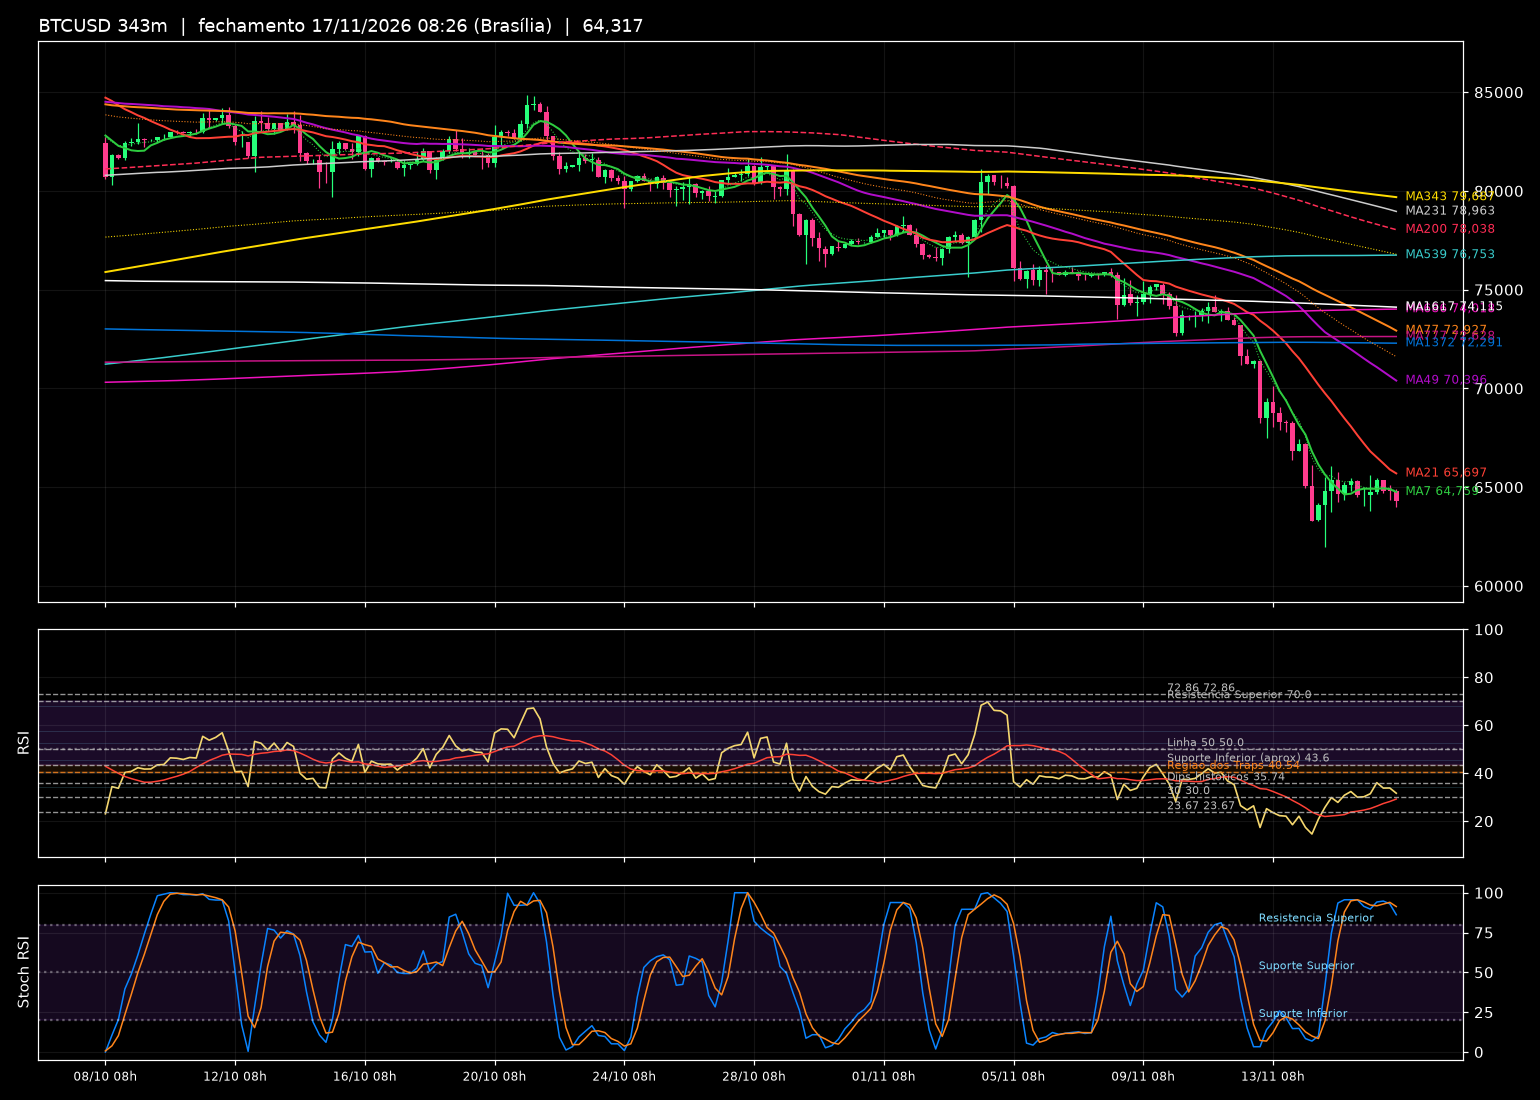 BTCUSD 343m | fechamento 17/11/2026 08:26 (Brasília) | 64,317
85000
80000
75000
70000
65000
60000
MA343 79,687
MA231 78,963
MA200 78,038
MA539 76,753
MA1617 74,115
MA77 72,927
MA1372 72,291
MA49 70,396
MA21 65,697
MA7 64,759
RSI
100
80
60
40
20
72.86 72.86
Resistencia Superior 70.0
Linha 50 50.0
Suporte Inferior (aprox) 43.6
Regiao dos Traps 40.54
Dips Historicos 35.74
30 30.0
23.67 23.67
Stoch RSI
100
75
50
25
0
Resistencia Superior
Suporte Superior
Suporte Inferior
08/10 08h
12/10 08h
16/10 08h
20/10 08h
24/10 08h
28/10 08h
01/11 08h
05/11 08h
09/11 08h
13/11 08h